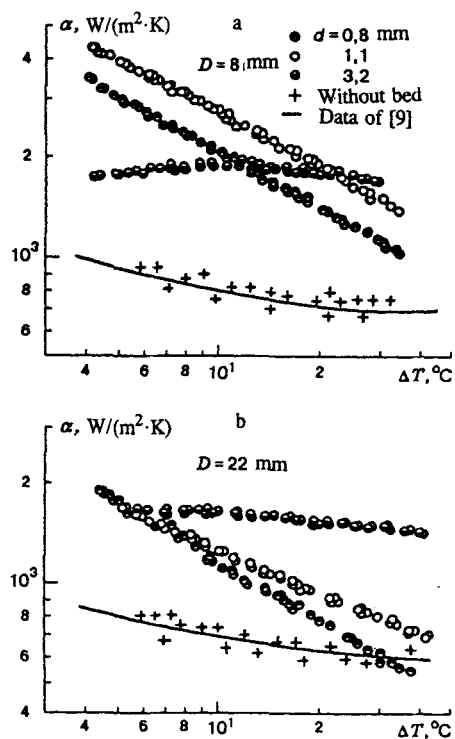 α, W/(m²·K) a
d=0,8 mm
D=8 mm
1,1
3,2
Without bed
Data of [9]
4
2
10³
8
6
4 6 8 10¹ 2 ΔT, °C
α, W/(m²·K) b
D=22 mm
2
10³
8
6
4
4 6 8 10¹ 2 ΔT, °C